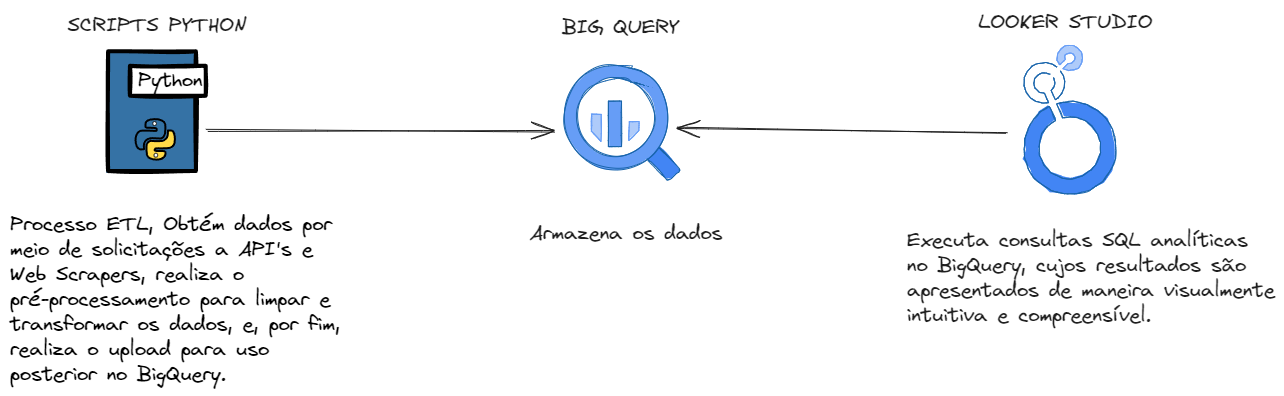 SCRIPTS PYTHON
Python
Processo ETL, Obtém dados por
meio de solicitações a API's e
Web Scrapers, realiza o
pré-processamento para limpar e
transformar os dados, e, por fim,
realiza o upload para uso
posterior no BigQuery.
BIG QUERY
Armazena os dados
LOOKER STUDIO
Executa consultas SQL analíticas
no BigQuery, cujos resultados são
apresentados de maneira visualmente
intuitiva e compreensível.